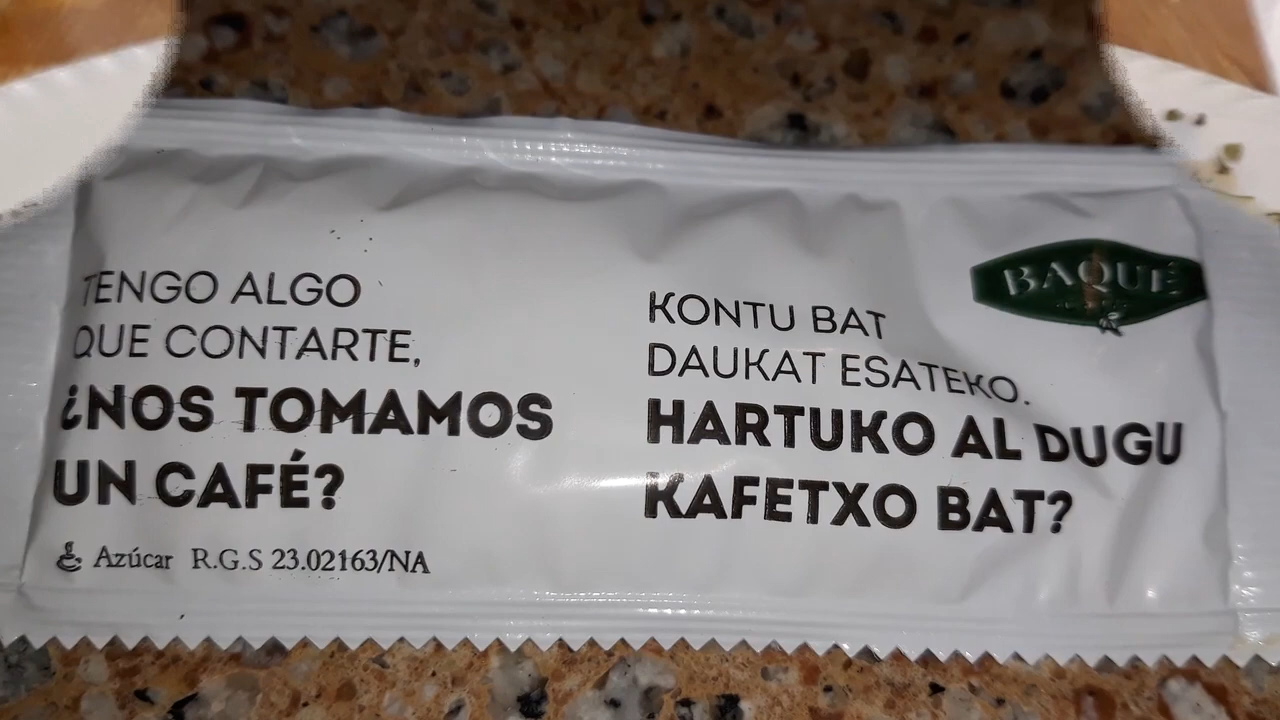 TENGO ALGO
QUE CONTARTE,
¿NOS TOMAMOS
UN CAFÉ?
Azúcar R.G.S 23.02163/NA
KONTU BAT
DAUKAT ESATEKO.
HARTUKO AL DUGU
KAFETXO BAT?
BAQUÉ